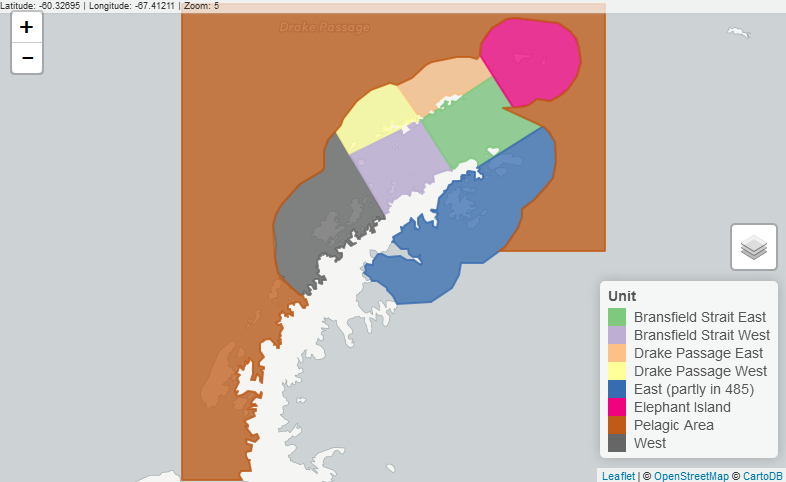 Latitude: -60.32695 | Longitude: -67.41211 | Zoom: 5
+
−
Drake Passage
Unit
Bransfield Strait East
Bransfield Strait West
Drake Passage East
Drake Passage West
East (partly in 485)
Elephant Island
Pelagic Area
West
Leaflet | © OpenStreetMap © CartoDB